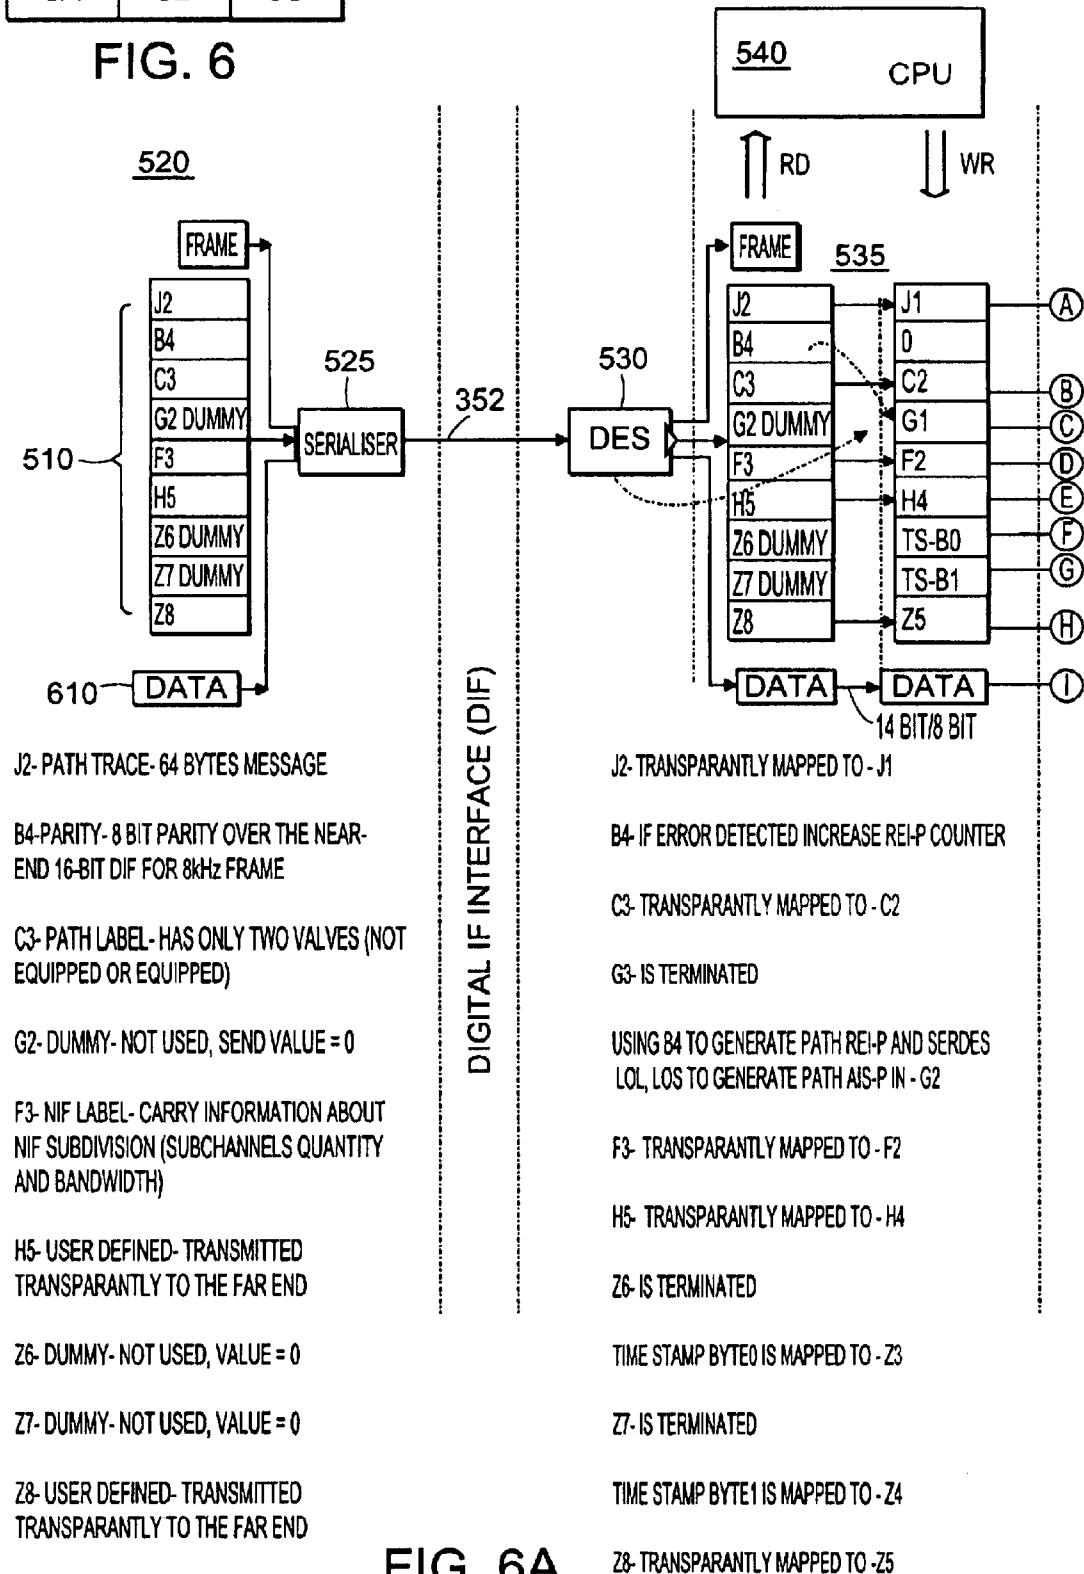 FIG. 6
540
CPU
RD
WR
520
FRAME
J2
B4
C3
G2 DUMMY
F3
H5
Z6 DUMMY
Z7 DUMMY
Z8
510
610
DATA
525
SERIALISER
352
530
DES
FRAME
535
J2
B4
C3
G2 DUMMY
F3
H5
Z6 DUMMY
Z7 DUMMY
Z8
DATA
J1
0
C2
G1
F2
H4
TS-B0
TS-B1
Z5
DATA
14 BIT/8 BIT
A
B
C
D
E
F
G
H
I
DIGITAL IF INTERFACE (DIF)
J2- PATH TRACE- 64 BYTES MESSAGE
B4-PARITY- 8 BIT PARITY OVER THE NEAR-
END 16-BIT DIF FOR 8kHz FRAME
C3- PATH LABEL- HAS ONLY TWO VALVES (NOT
EQUIPPED OR EQUIPPED)
G2- DUMMY- NOT USED, SEND VALUE = 0
F3- NIF LABEL- CARRY INFORMATION ABOUT
NIF SUBDIVISION (SUBCHANNELS QUANTITY
AND BANDWIDTH)
H5- USER DEFINED- TRANSMITTED
TRANSPARANTLY TO THE FAR END
Z6- DUMMY- NOT USED, VALUE = 0
Z7- DUMMY- NOT USED, VALUE = 0
Z8- USER DEFINED- TRANSMITTED
TRANSPARANTLY TO THE FAR END
J2- TRANSPARANTLY MAPPED TO - J1
B4- IF ERROR DETECTED INCREASE REI-P COUNTER
C3- TRANSPARANTLY MAPPED TO - C2
G3- IS TERMINATED
USING B4 TO GENERATE PATH REI-P AND SERDES
LOL, LOS TO GENERATE PATH AIS-P IN - G2
F3- TRANSPARANTLY MAPPED TO - F2
H5- TRANSPARANTLY MAPPED TO - H4
Z6- IS TERMINATED
TIME STAMP BYTE0 IS MAPPED TO - Z3
Z7- IS TERMINATED
TIME STAMP BYTE1 IS MAPPED TO - Z4
Z8- TRANSPARANTLY MAPPED TO -Z5
FIG. 6A